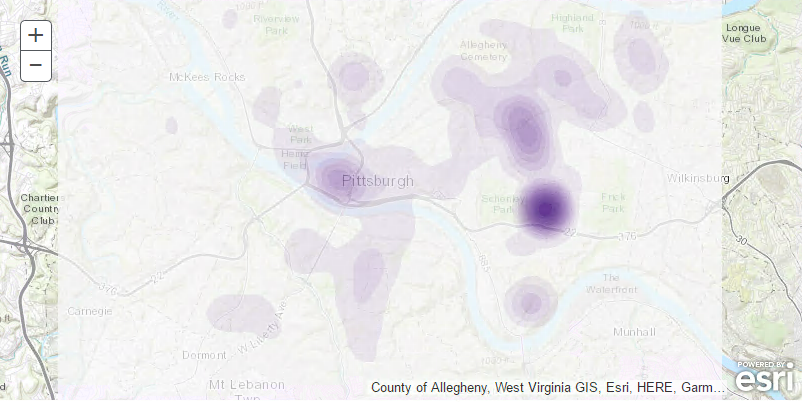 +
−
Run
Riverview
Park
Highland
Park
Longue
Vue Club
Allegheny
Cemetery
McKees Rocks
West
Park
Heinz
Field
Pittsburgh
Wilkinsburg
Chartiers
Country
Club
Schenley
Park
Frick
Park
22
376
376
22
The
Waterfront
Carnegie
W Liberty Ave
Munhall
Dormont
Mt Lebanon
Twp
County of Allegheny, West Virginia GIS, Esri, HERE, Garm...
POWERED BY
esri